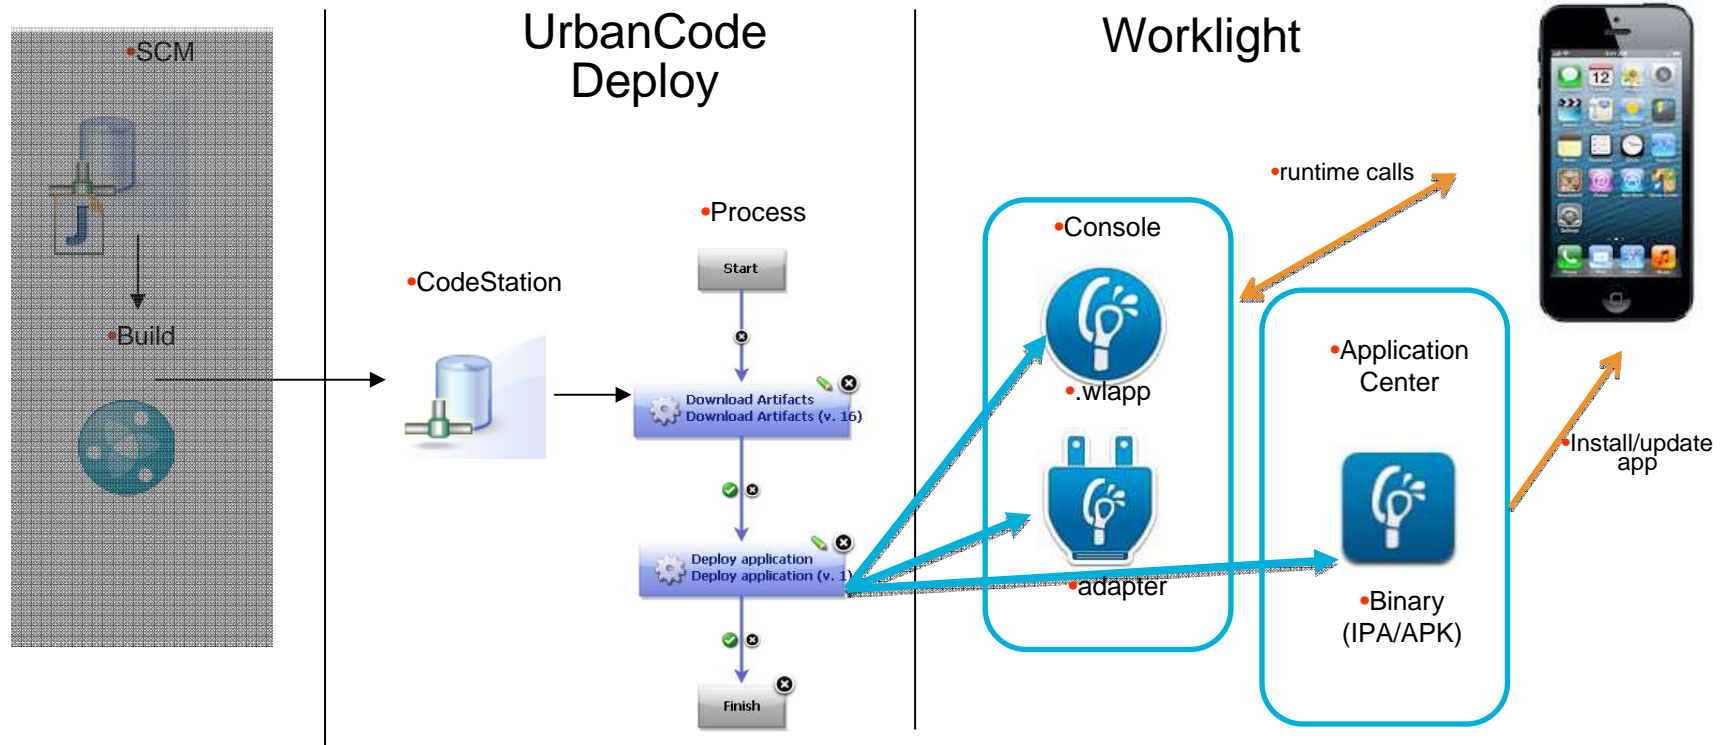 UrbanCode
Deploy
Worklight
•SCM
•Build
•CodeStation
•Process
Start
Download Artifacts
Download Artifacts (v. 16)
Deploy application
Deploy application (v. 1)
Finish
•Console
•.wlapp
•adapter
•runtime calls
•Application
Center
•Binary
(IPA/APK)
•Install/update
app
12